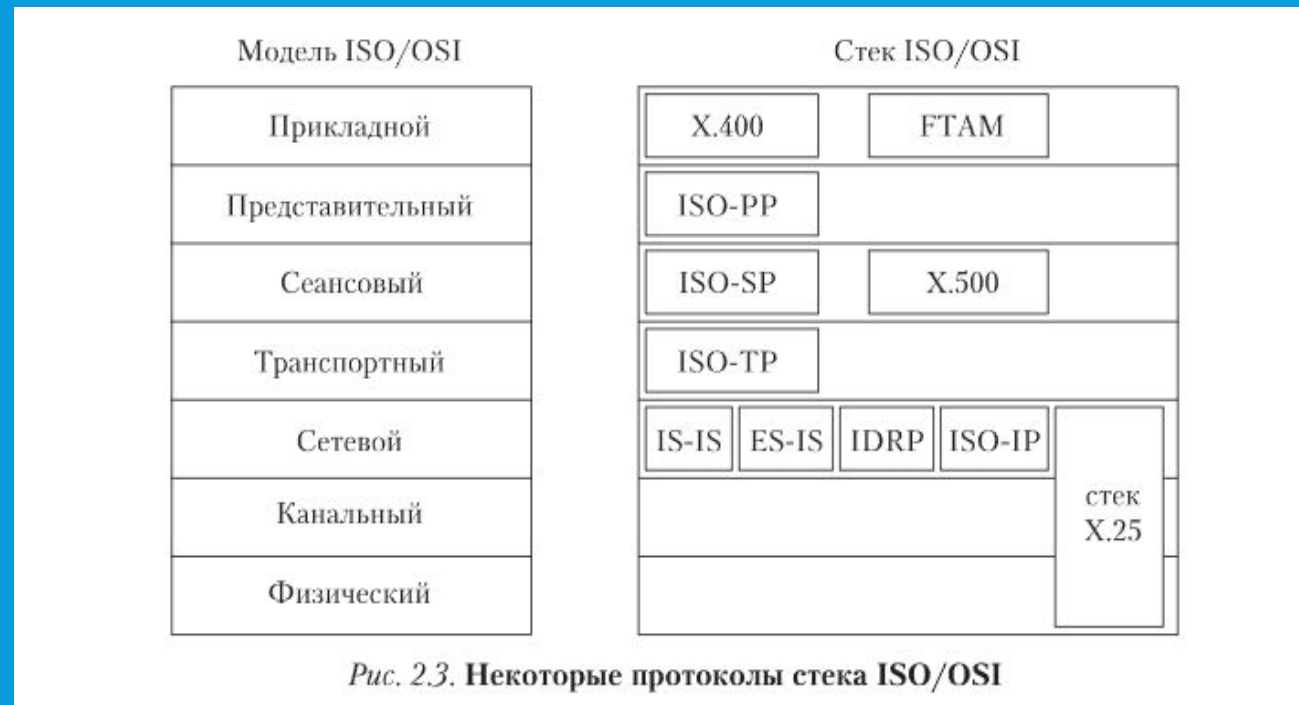 Модель ISO/OSI
Стек ISO/OSI
Прикладной
X.400
FTAM
Представительный
ISO-PP
Сеансовый
ISO-SP
X.500
Транспортный
ISO-TP
Сетевой
IS-IS
ES-IS
IDRP
ISO-IP
Канальный
стек
X.25
Физический
Рис. 2.3. Некоторые протоколы стека ISO/OSI